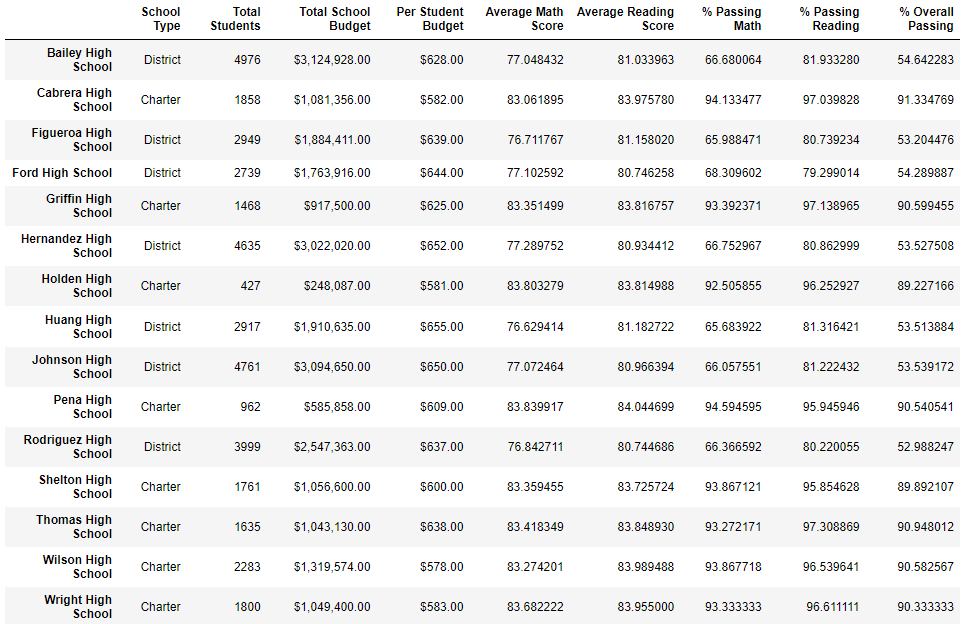 School Type Total Students Total School Budget Per Student Budget Average Math Score Average Reading Score % Passing Math % Passing Reading % Overall Passing
Bailey High School District 4976 $3,124,928.00 $628.00 77.048432 81.033963 66.680064 81.933280 54.642283
Cabrera High School Charter 1858 $1,081,356.00 $582.00 83.061895 83.975780 94.133477 97.039828 91.334769
Figueroa High School District 2949 $1,884,411.00 $639.00 76.711767 81.158020 65.988471 80.739234 53.204476
Ford High School District 2739 $1,763,916.00 $644.00 77.102592 80.746258 68.309602 79.299014 54.289887
Griffin High School Charter 1468 $917,500.00 $625.00 83.351499 83.816757 93.392371 97.138965 90.599455
Hernandez High School District 4635 $3,022,020.00 $652.00 77.289752 80.934412 66.752967 80.862999 53.527508
Holden High School Charter 427 $248,087.00 $581.00 83.803279 83.814988 92.505855 96.252927 89.227166
Huang High School District 2917 $1,910,635.00 $655.00 76.629414 81.182722 65.683922 81.316421 53.513884
Johnson High School District 4761 $3,094,650.00 $650.00 77.072464 80.966394 66.057551 81.222432 53.539172
Pena High School Charter 962 $585,858.00 $609.00 83.839917 84.044699 94.594595 95.945946 90.540541
Rodriguez High School District 3999 $2,547,363.00 $637.00 76.842711 80.744686 66.366592 80.220055 52.988247
Shelton High School Charter 1761 $1,056,600.00 $600.00 83.359455 83.725724 93.867121 95.854628 89.892107
Thomas High School Charter 1635 $1,043,130.00 $638.00 83.418349 83.848930 93.272171 97.308869 90.948012
Wilson High School Charter 2283 $1,319,574.00 $578.00 83.274201 83.989488 93.867718 96.539641 90.582567
Wright High School Charter 1800 $1,049,400.00 $583.00 83.682222 83.955000 93.333333 96.611111 90.333333